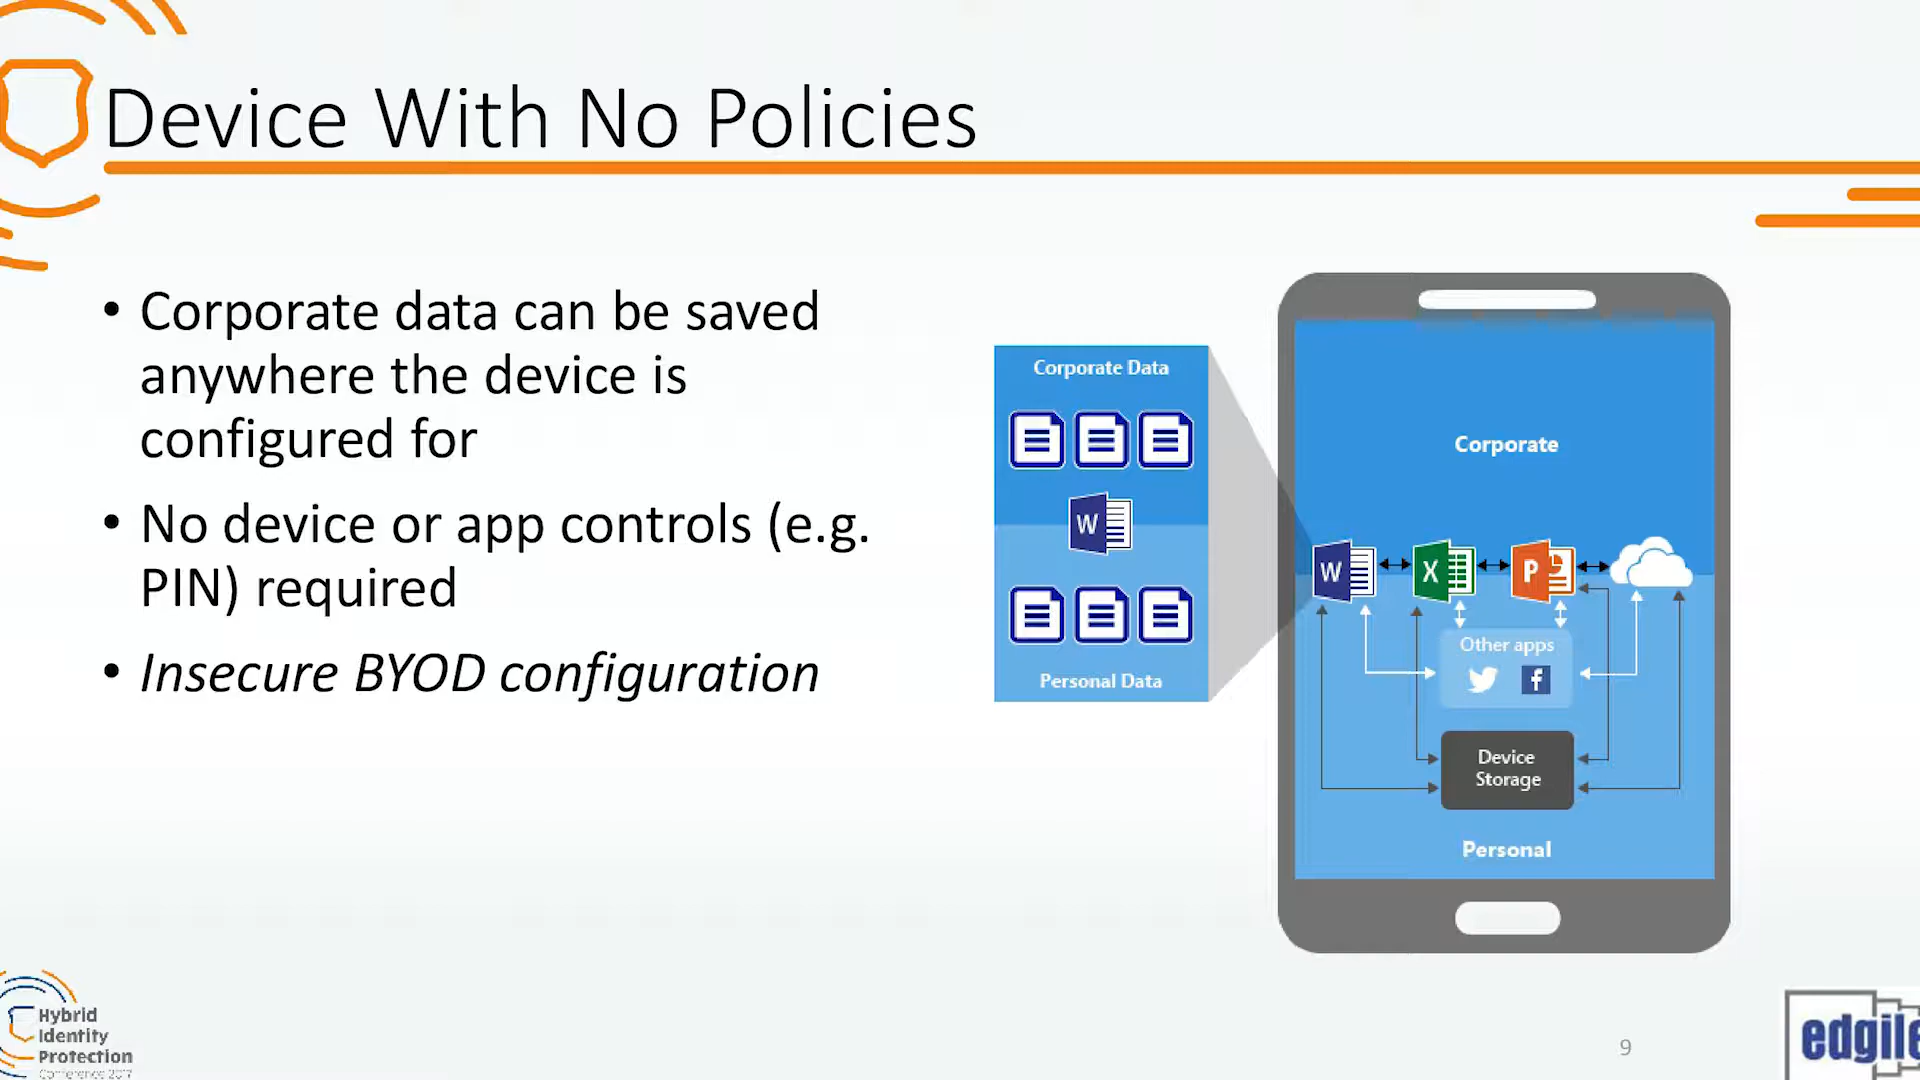 Device With No Policies
• Corporate data can be saved
anywhere the device is
configured for
• No device or app controls (e.g.
PIN) required
• Insecure BYOD configuration
Corporate Data
W
Personal Data
Corporate
W
X
P
Other apps
f
Device
Storage
Personal
Hybrid
Identity
Protection
Conference 2017
9
edgile